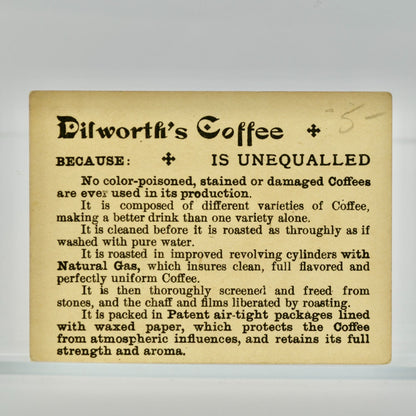 -5-
Dilworth's Coffee
BECAUSE: IS UNEQUALLED
No color-poisoned, stained or damaged Coffees
are ever used in its production.
It is composed of different varieties of Coffee,
making a better drink than one variety alone.
It is cleaned before it is roasted as throughly as if
washed with pure water.
It is roasted in improved revolving cylinders with
Natural Gas, which insures clean, full flavored and
perfectly uniform Coffee.
It is then thoroughly screened and freed from
stones, and the chaff and films liberated by roasting.
It is packed in Patent air-tight packages lined
with waxed paper, which protects the Coffee
from atmospheric influences, and retains its full
strength and aroma.